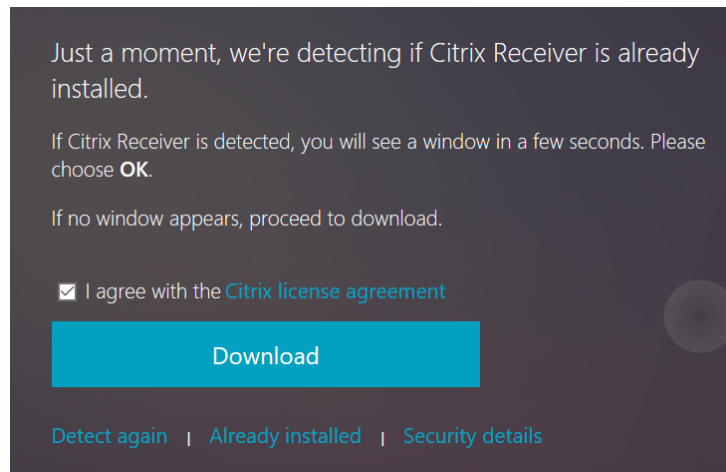 Just a moment, we're detecting if Citrix Receiver is already
installed.
If Citrix Receiver is detected, you will see a window in a few seconds. Please
choose OK.
If no window appears, proceed to download.
I agree with the Citrix license agreement
Download
Detect again | Already installed | Security details